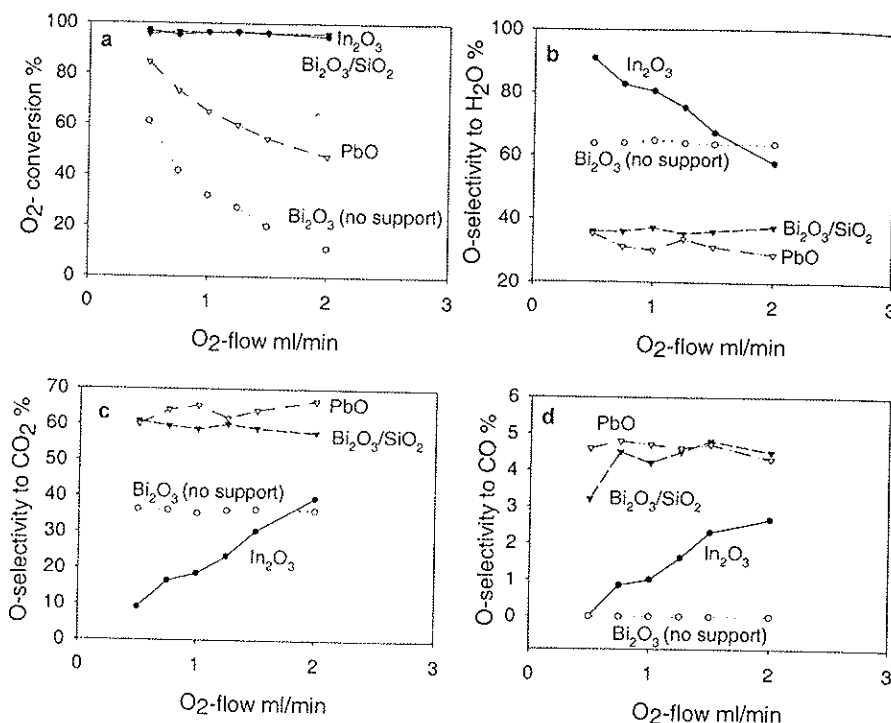 a
O2- conversion %
100
80
60
40
20
0
In2O3
Bi2O3/SiO2
PbO
Bi2O3 (no support)
0 1 2 3
O2-flow ml/min
b
O-selectivity to H2O %
100
80
60
40
20
In2O3
Bi2O3 (no support)
Bi2O3/SiO2
PbO
0 1 2 3
O2-flow ml/min
c
O-selectivity to CO2 %
70
60
50
40
30
20
10
0
PbO
Bi2O3/SiO2
Bi2O3 (no support)
In2O3
0 1 2 3
O2-flow ml/min
d
O-selectivity to CO %
6
5
4
3
2
1
0
PbO
Bi2O3/SiO2
In2O3
Bi2O3 (no support)
0 1 2 3
O2-flow ml/min